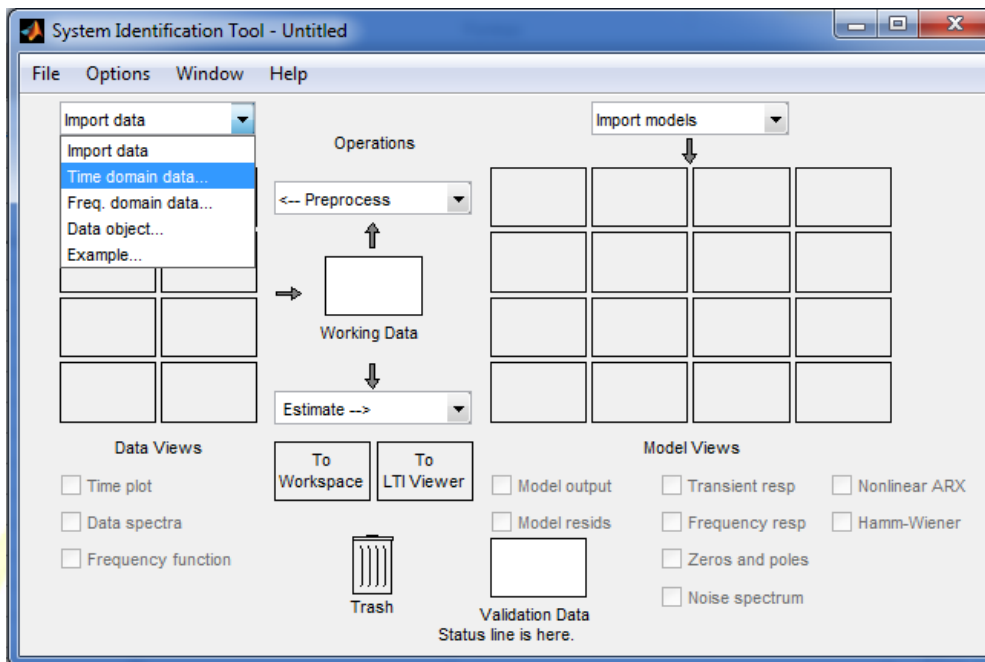 System Identification Tool - Untitled
File Options Window Help
Import data
Import data
Time domain data...
Freq. domain data...
Data object...
Example...
Operations
<-- Preprocess
Working Data
Estimate -->
Import models
Data Views
Time plot
Data spectra
Frequency function
To
Workspace
To
LTI Viewer
Trash
Model Views
Model output
Model resids
Transient resp
Frequency resp
Zeros and poles
Noise spectrum
Nonlinear ARX
Hamm-Wiener
Validation Data
Status line is here.